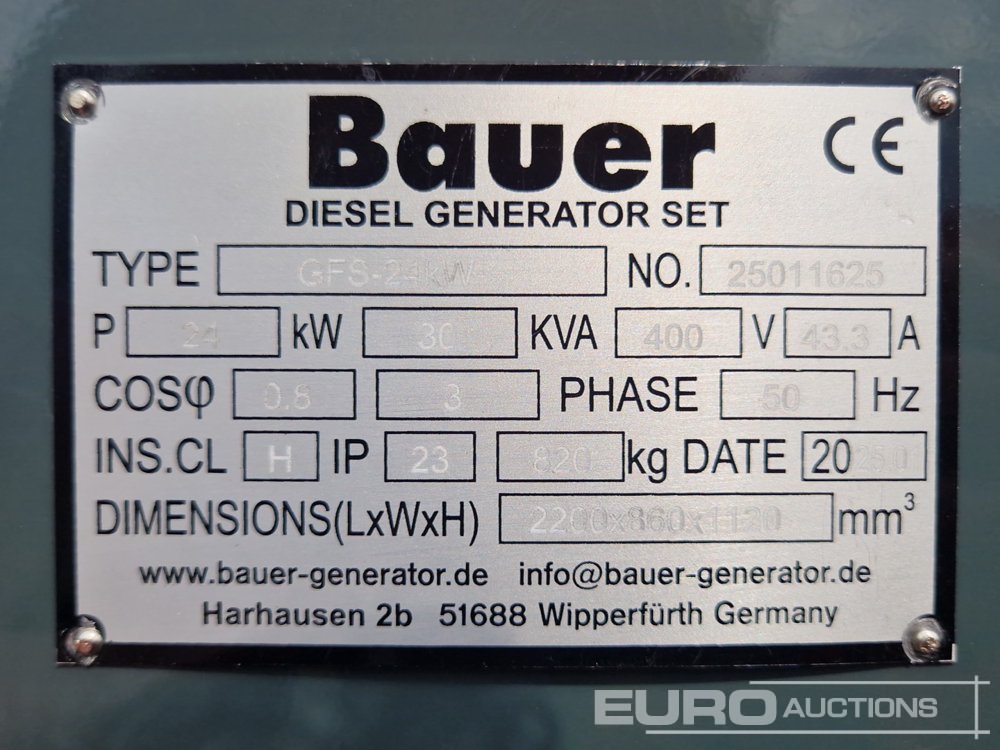 Bauer CE
DIESEL GENERATOR SET
TYPE GFS-24kW NO. 25011625
P 24 kW 30 KVA 400 V 43.3 A
COSφ 0.8 3 PHASE 50 Hz
INS.CL H IP 23 820 kg DATE 2025.01
DIMENSIONS(LxWxH) 2200x860x1120 mm³
www.bauer-generator.de info@bauer-generator.de
Harhausen 2b 51688 Wipperfürth Germany
EURO AUCTIONS